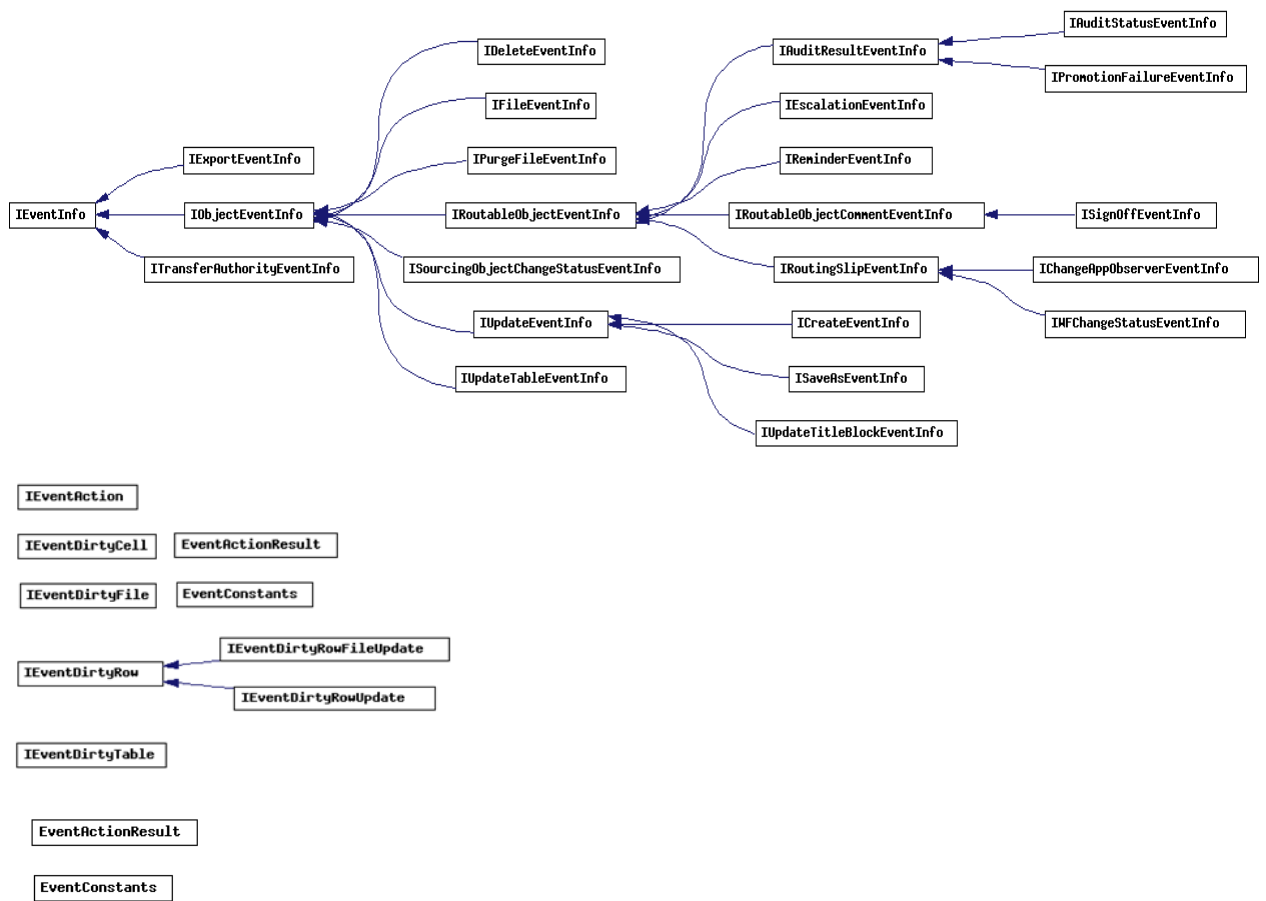 IAuditStatusEventInfo
IDeleteEventInfo
IAuditResultEventInfo
IPromotionFailureEventInfo
IFileEventInfo
IEscalationEventInfo
IExportEventInfo
IPurgeFileEventInfo
IReminderEventInfo
IEventInfo
IObjectEventInfo
IRoutableObjectEventInfo
IRoutableObjectCommentEventInfo
ISignOffEventInfo
ITransferAuthorityEventInfo
ISourcingObjectChangeStatusEventInfo
IRoutingSlipEventInfo
IChangeAppObserverEventInfo
IUpdateEventInfo
ICreateEventInfo
IWFChangeStatusEventInfo
IUpdateTableEventInfo
ISaveAsEventInfo
IUpdateTitleBlockEventInfo
IEventAction
IEventDirtyCell
EventActionResult
IEventDirtyFile
EventConstants
IEventDirtyRowFileUpdate
IEventDirtyRow
IEventDirtyRowUpdate
IEventDirtyTable
EventActionResult
EventConstants